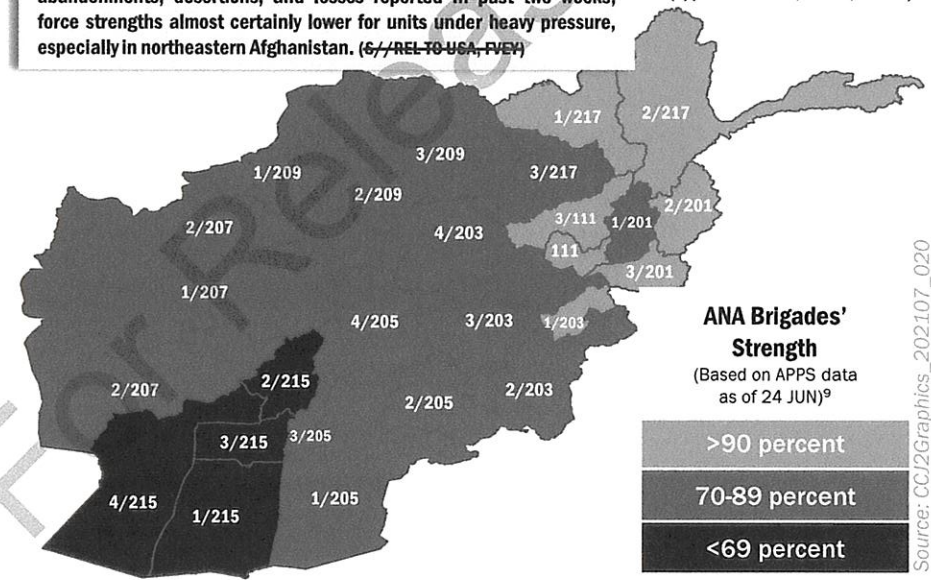 abandonments, desertions, and losses reported in past two weeks,
force strengths almost certainly lower for units under heavy pressure,
especially in northeastern Afghanistan. (S//REL TO USA, FVEY)
1/217
2/217
3/209
1/209
3/217
2/209
2/201
3/111
1/201
2/207
4/203
111
3/201
1/207
4/205
3/203
1/203
2/215
2/207
2/205
2/203
3/215
3/205
4/215
1/215
1/205
ANA Brigades'
Strength
(Based on APPS data
as of 24 JUN)9
>90 percent
70-89 percent
<69 percent
Source: CCJ2Graphics_202107_020
For Release